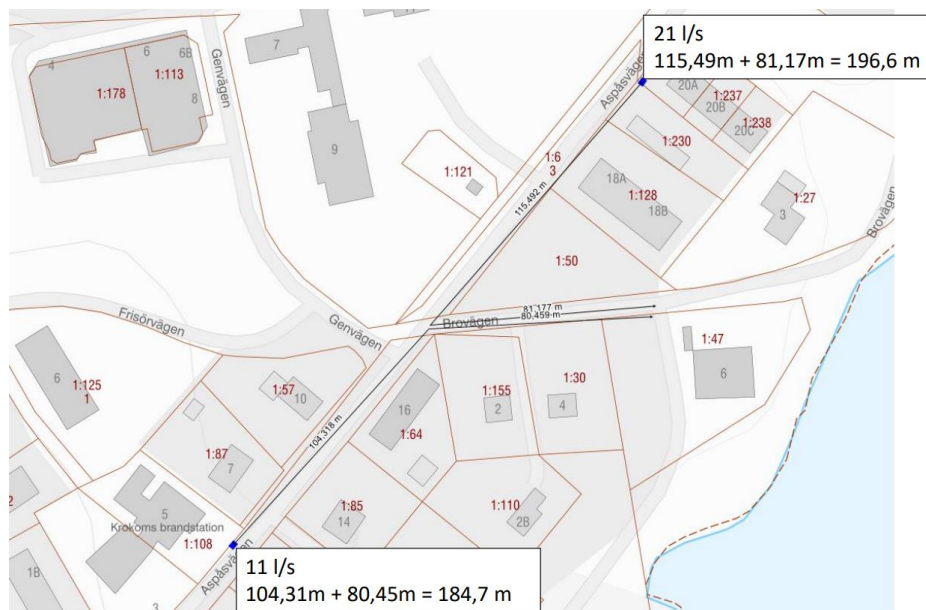 21 l/s
115,49m + 81,17m = 196,6 m
4
6
6B
1:113
1:178
8
Genvägen
7
9
1:121
Aspåsvägen
1:6
3
115,492 m
20A
1:237
20B
1:238
20C
1:230
18A
1:128
18B
1:27
3
Brovägen
1:50
81,177 m
80,459 m
Brovägen
Frisörvägen
Genvägen
6
1:125
1
1:57
10
16
1:64
1:155
2
1:30
4
1:47
6
104,318 m
1:87
7
1:85
14
1:110
2B
2
5
Krokoms brandstation
1:108
Aspåsvägen
1B
3
11 l/s
104,31m + 80,45m = 184,7 m